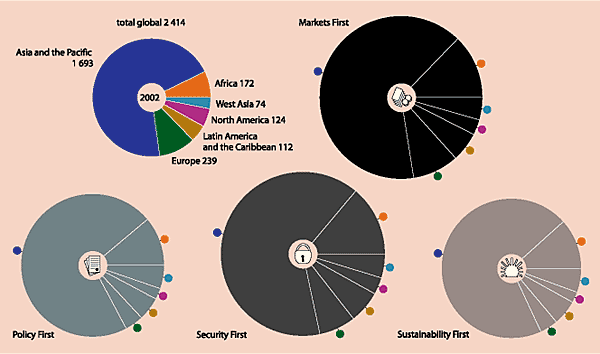 total global 2 414
Markets First
Asia and the Pacific
1 693
Africa 172
2002
West Asia 74
North America 124
Latin America
and the Caribbean 112
Europe 239
Policy First
Security First
Sustainability First